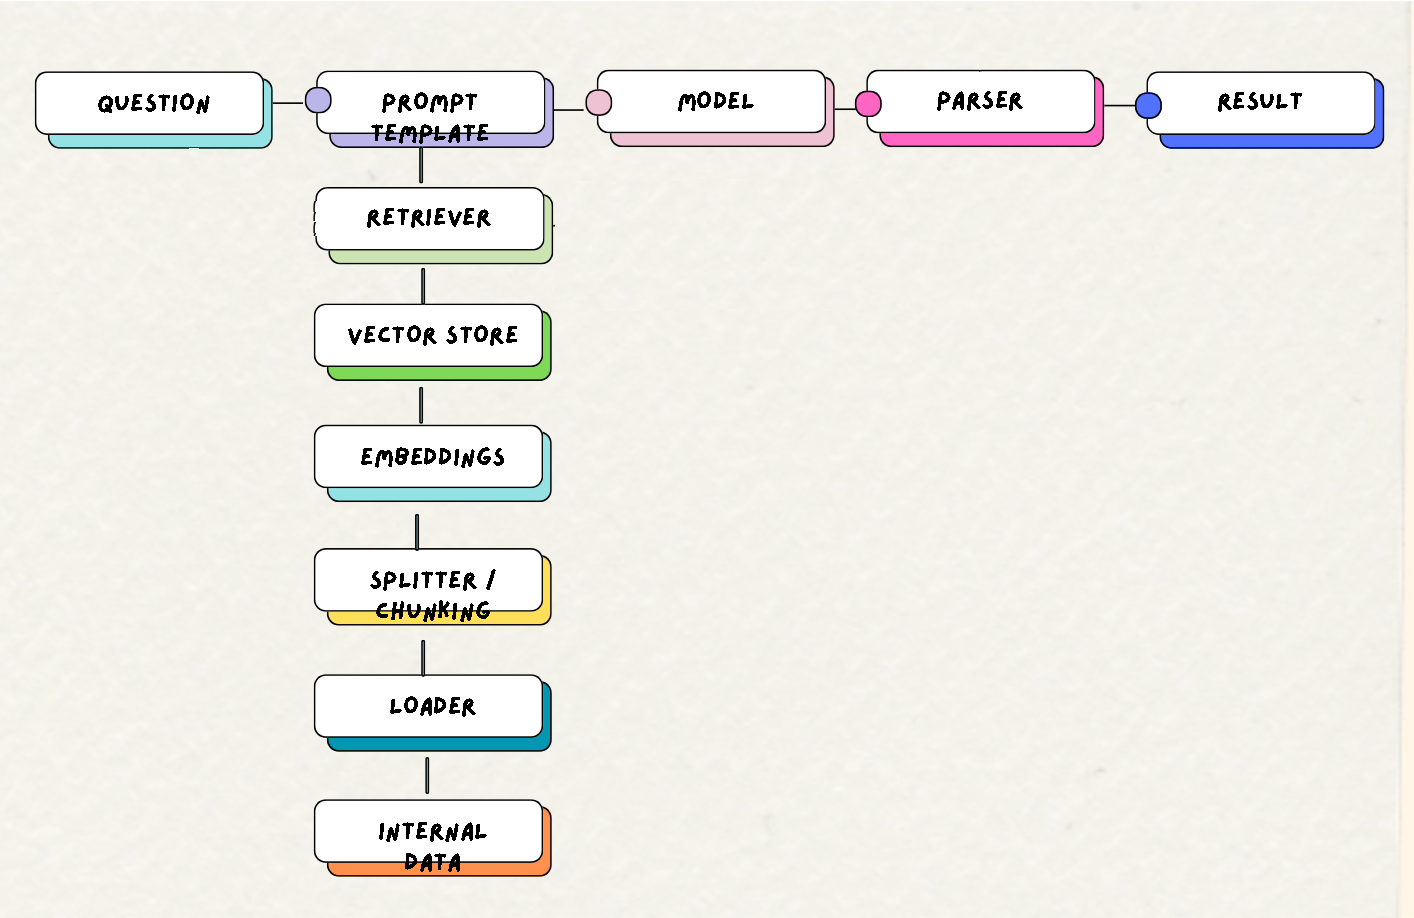 QUESTION
PROMPT
TEMPLATE
MODEL
PARSER
RESULT
RETRIEVER
VECTOR STORE
EMBEDDINGS
SPLITTER /
CHUNKING
LOADER
INTERNAL
DATA